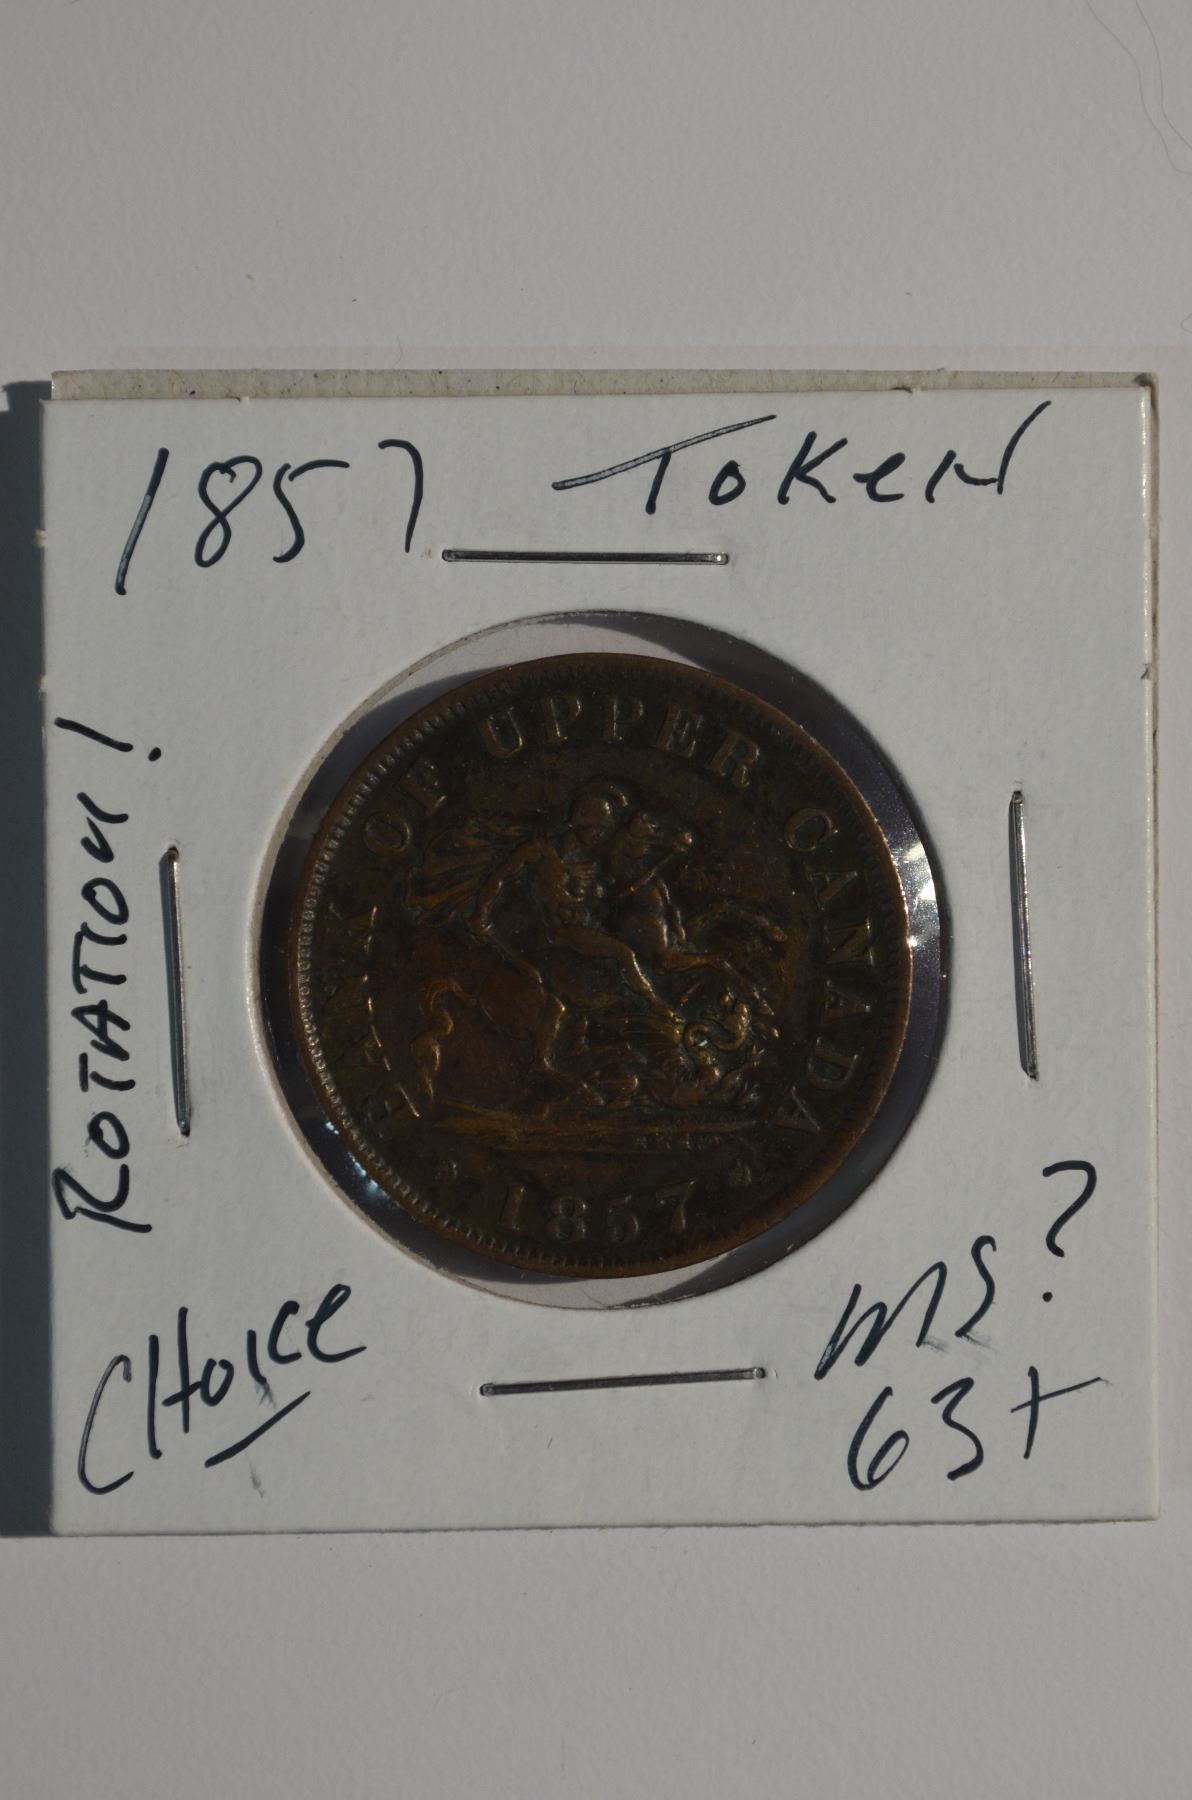 1857 Token
ROTATION!
BANK OF UPPER CANADA
1857
CHOICE
MS?
63+